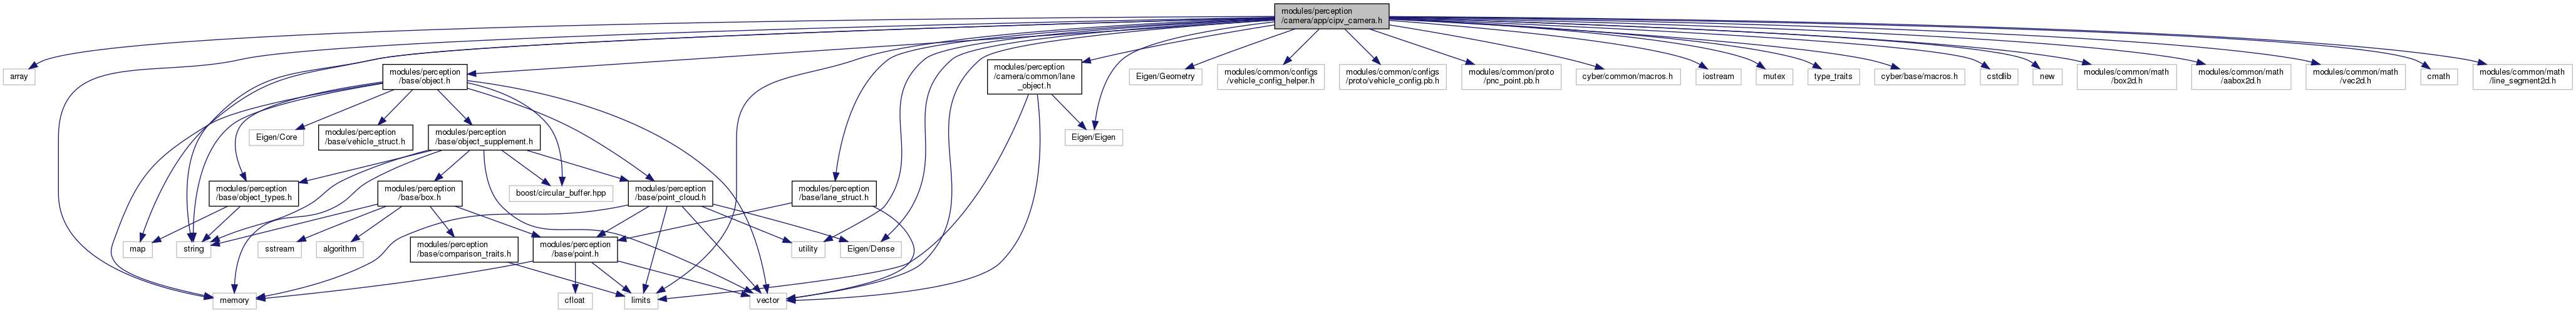 modules/perception
/camera/app/cipv_camera.h
array
modules/perception
/base/object.h
modules/perception
/camera/common/lane
_object.h
Eigen/Geometry
modules/common/configs
/vehicle_config_helper.h
modules/common/configs
/proto/vehicle_config.pb.h
modules/common/proto
/pnc_point.pb.h
cyber/common/macros.h
iostream
mutex
type_traits
cyber/base/macros.h
cstdlib
new
modules/common/math
/box2d.h
modules/common/math
/aabox2d.h
modules/common/math
/vec2d.h
cmath
modules/common/math
/line_segment2d.h
Eigen/Core
modules/perception
/base/vehicle_struct.h
modules/perception
/base/object_supplement.h
Eigen/Eigen
modules/perception
/base/object_types.h
modules/perception
/base/box.h
boost/circular_buffer.hpp
modules/perception
/base/point_cloud.h
modules/perception
/base/lane_struct.h
map
string
sstream
algorithm
modules/perception
/base/comparison_traits.h
modules/perception
/base/point.h
utility
Eigen/Dense
memory
cfloat
limits
vector